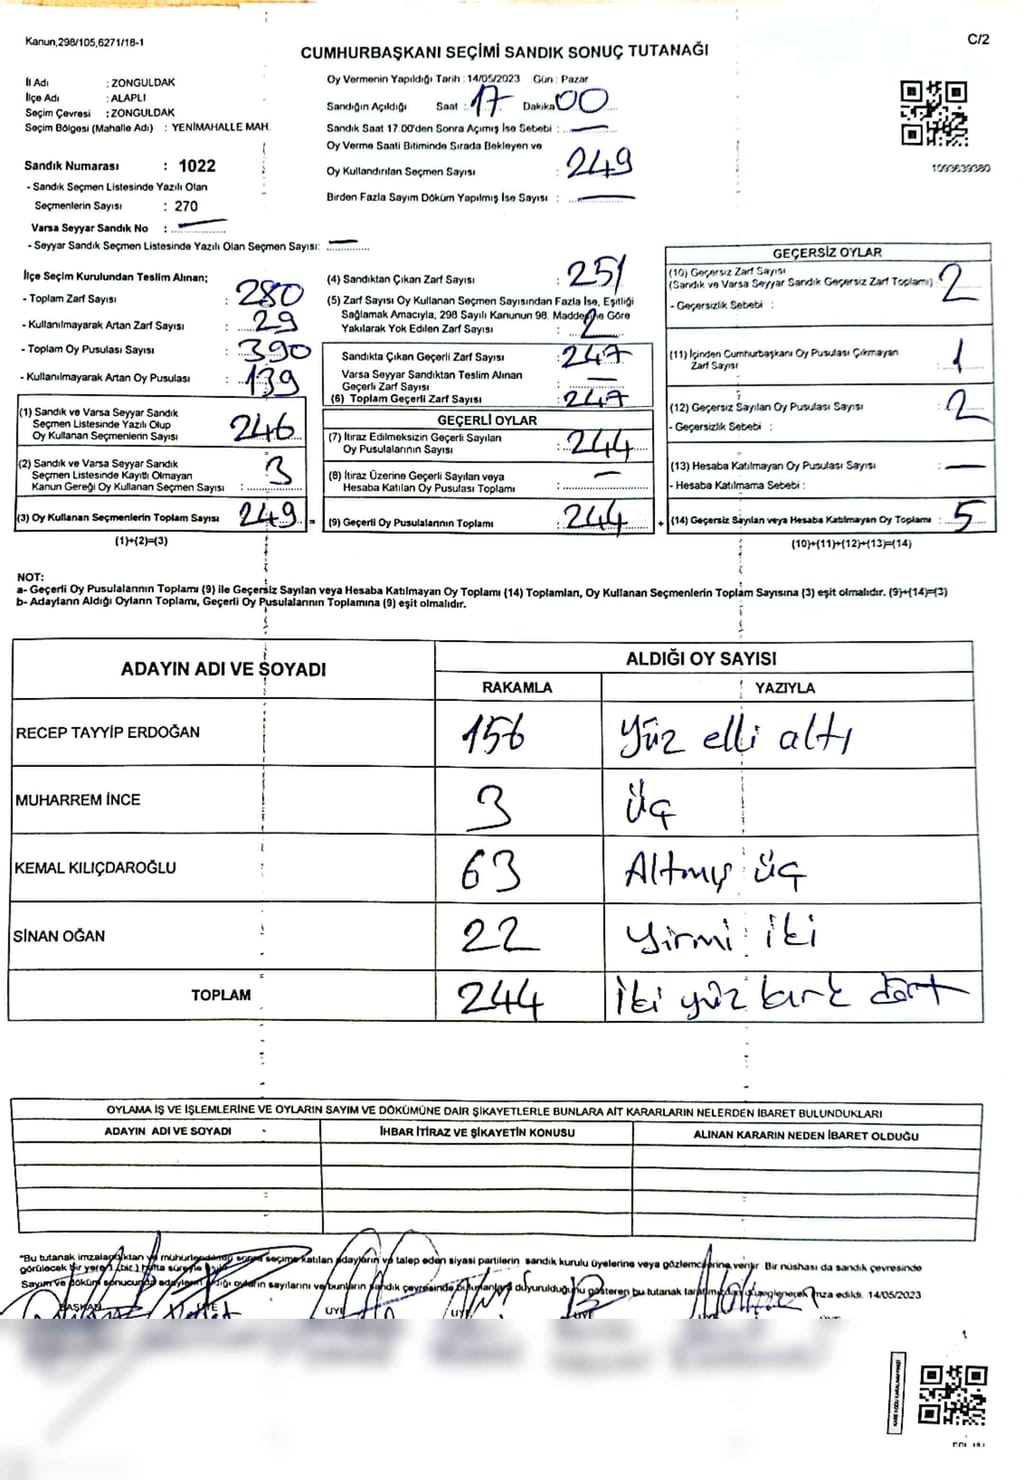 Kanun,298/105,6271/18-1
C/2
CUMHURBAŞKANI SEÇİMİ SANDIK SONUÇ TUTANAĞI
İl Adı : ZONGULDAK
İlçe Adı : ALAPLI
Seçim Çevresi : ZONGULDAK
Seçim Bölgesi (Mahalle Adı) : YENİMAHALLE MAH.
Sandık Numarası : 1022
- Sandık Seçmen Listesinde Yazılı Olan
Seçmenlerin Sayısı : 270
Varsa Seyyar Sandık No : —
- Seyyar Sandık Seçmen Listesinde Yazılı Olan Seçmen Sayısı: —
Oy Vermenin Yapıldığı Tarih : 14/05/2023 Gün : Pazar
Sandığın Açıldığı Saat : 17 Dakika 00
Sandık Saat 17.00'den Sonra Açımış İse Sebebi : —
Oy Verme Saati Bitiminde Sırada Bekleyen ve
Oy Kullandırılan Seçmen Sayısı : 249
Birden Fazla Sayım Döküm Yapılmış İse Sayısı : —
1093639380
İlçe Seçim Kurulundan Teslim Alınan;
- Toplam Zarf Sayısı : 280
- Kullanılmayarak Artan Zarf Sayısı : 29
- Toplam Oy Pusulası Sayısı : 390
- Kullanılmayarak Artan Oy Pusulası : 139
(1) Sandık ve Varsa Seyyar Sandık
Seçmen Listesinde Yazılı Olup
Oy Kullanan Seçmenlerin Sayısı 246
(2) Sandık ve Varsa Seyyar Sandık
Seçmen Listesinde Kayıtlı Olmayan
Kanun Gereği Oy Kullanan Seçmen Sayısı : 3
(3) Oy Kullanan Seçmenlerin Toplam Sayısı 249
(1)+(2)=(3)
(4) Sandıktan Çıkan Zarf Sayısı : 251
(5) Zarf Sayısı Oy Kullanan Seçmen Sayısından Fazla İse, Eşitliği
Sağlamak Amacıyla, 298 Sayılı Kanunun 98. Maddesine Göre
Yakılarak Yok Edilen Zarf Sayısı : 2
Sandıkta Çıkan Geçerli Zarf Sayısı : 247
Varsa Seyyar Sandıktan Teslim Alınan
Geçerli Zarf Sayısı : —
(6) Toplam Geçerli Zarf Sayısı : 247
GEÇERLİ OYLAR
(7) İtiraz Edilmeksizin Geçerli Sayılan
Oy Pusulalarının Sayısı : 244
(8) İtiraz Üzerine Geçerli Sayılan veya
Hesaba Katılan Oy Pusulası Toplamı : —
= (9) Geçerli Oy Pusulalarının Toplamı : 244
GEÇERSİZ OYLAR
(10) Geçersiz Zarf Sayısı
(Sandık ve Varsa Seyyar Sandık Geçersiz Zarf Toplamı) : 2
- Geçersizlik Sebebi :
(11) İçinden Cumhurbaşkanı Oy Pusulası Çıkmayan
Zarf Sayısı : 1
(12) Geçersiz Sayılan Oy Pusulası Sayısı : 2
- Geçersizlik Sebebi :
(13) Hesaba Katılmayan Oy Pusulası Sayısı : —
- Hesaba Katılmama Sebebi :
+ (14) Geçersiz Sayılan veya Hesaba Katılmayan Oy Toplamı : 5
(10)+(11)+(12)+(13)=(14)
NOT:
a- Geçerli Oy Pusulalarının Toplamı (9) ile Geçersiz Sayılan veya Hesaba Katılmayan Oy Toplamı (14) Toplamları, Oy Kullanan Seçmenlerin Toplam Sayısına (3) eşit olmalıdır. (9)+(14)=(3)
b- Adayların Aldığı Oyların Toplamı, Geçerli Oy Pusulalarının Toplamına (9) eşit olmalıdır.
ADAYIN ADI VE SOYADI ALDIĞI OY SAYISI
RAKAMLA YAZIYLA
RECEP TAYYİP ERDOĞAN 156 Yüz elli altı
MUHARREM İNCE 3 üç
KEMAL KILIÇDAROĞLU 63 Altmış üç
SİNAN OĞAN 22 Yirmi iki
TOPLAM 244 İki yüz kırk dört
OYLAMA İŞ VE İŞLEMLERİNE VE OYLARIN SAYIM VE DÖKÜMÜNE DAİR ŞİKAYETLERLE BUNLARA AİT KARARLARIN NELERDEN İBARET BULUNDUKLARI
ADAYIN ADI VE SOYADI İHBAR İTİRAZ VE ŞİKAYETİN KONUSU ALINAN KARARIN NEDEN İBARET OLDUĞU
"Bu tutanak imzalandıktan ve mühürlendikten sonra seçime katılan adayların ve talep eden siyasi partilerin sandık kurulu üyelerine veya gözlemcilerine verilir. Bir nüshası da sandık çevresinde
görülecek bir yere 1 (bir) hafta süreyle
Sayım ve döküm sonucunda adayların aldığı oyların sayılarını ve bunların sandık çevresinde duyurulduğunu gösteren bu tutanak düzenlenerek imza edildi. 14/05/2023
BAŞKAN ÜYE ÜYE ÜYE ÜYE ÜYE